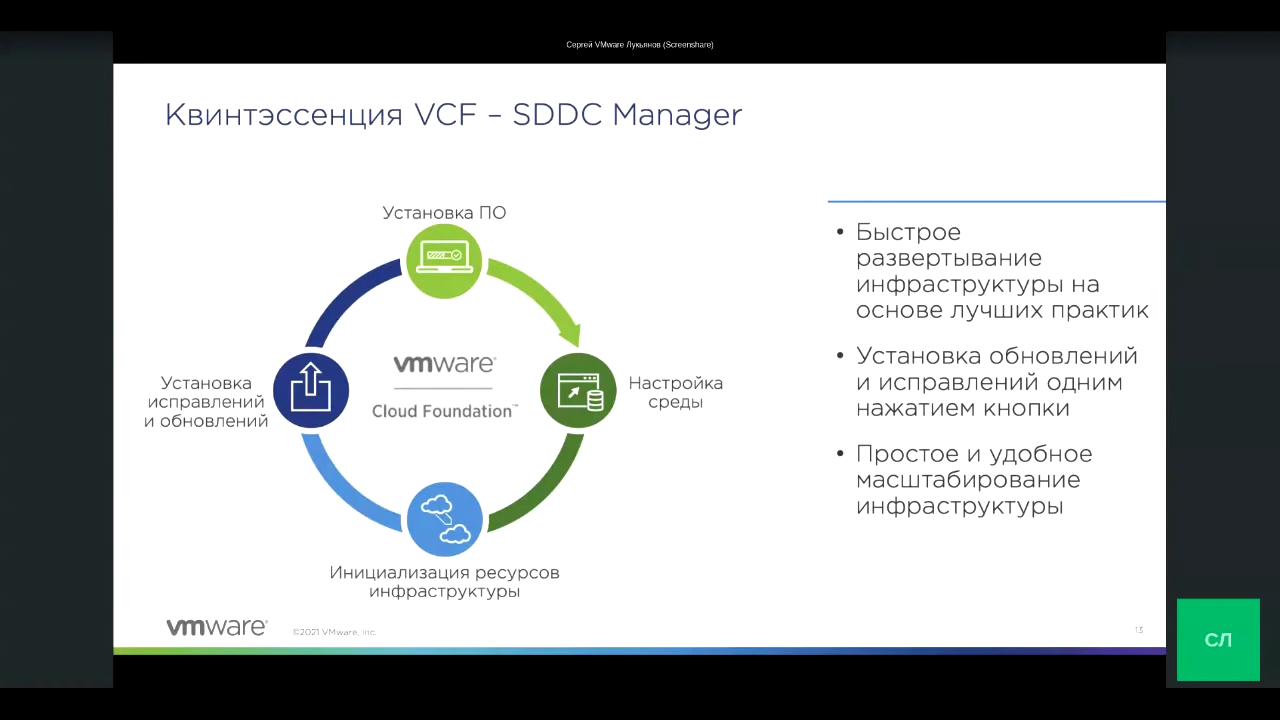 Сергей VMware Лукьянов (Screenshare)
Квинтэссенция VCF – SDDC Manager
Установка ПО
Настройка
среды
Инициализация ресурсов
инфраструктуры
Установка
исправлений
и обновлений
vmware®
Cloud Foundation™
• Быстрое
развертывание
инфраструктуры на
основе лучших практик
• Установка обновлений
и исправлений одним
нажатием кнопки
• Простое и удобное
масштабирование
инфраструктуры
vmware®
©2021 VMware, Inc.
13
СЛ